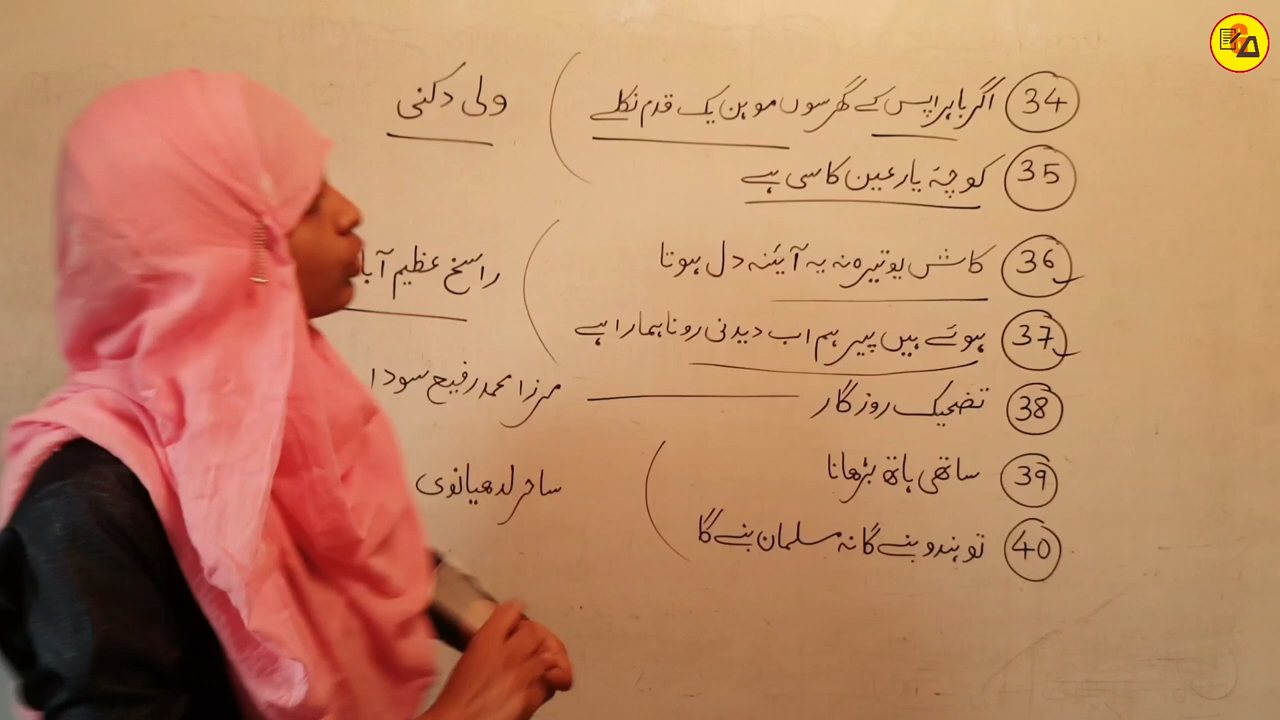 34 اگر باہر اپس کے گھر سوں موہن یک قدم نکلے ولی دکنی
35 کوچۂ یار عین کاسی ہے
36 کاش یو تیرہ نہ یہ آئینہ دل ہوتا راسخ عظیم آبا
37 ہوئے ہیں پیر ہم اب دیدنی رونا ہمارا ہے
38 تضحیک روزگار مرزا محمد رفیع سودا
39 ساتھی ہاتھ بڑھانا ساحر لدھیانوی
40 تو ہندو بنے گا نہ مسلمان بنے گا